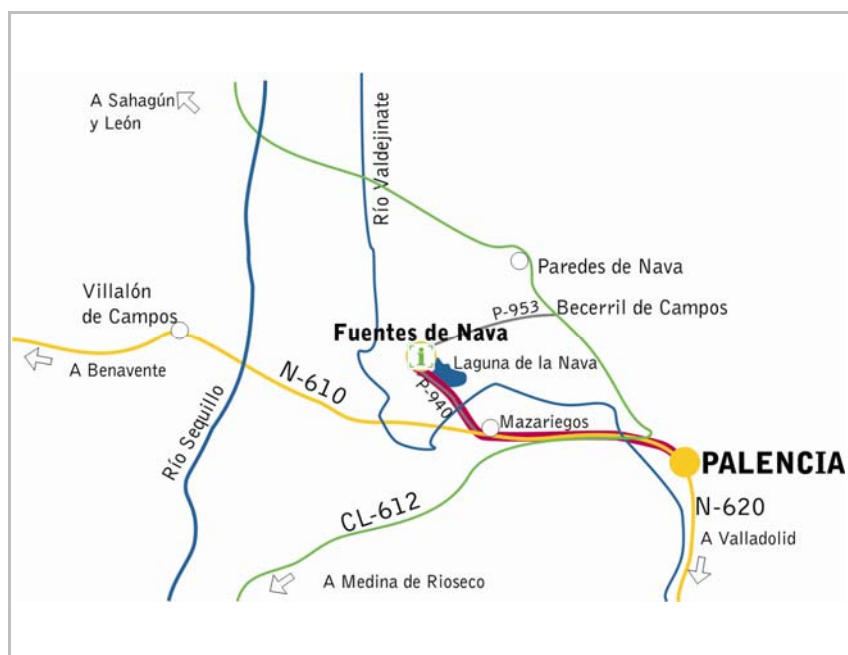 A Sahagún
y León
Río Valdejinate
Paredes de Nava
Villalón
de Campos
P-953
Becerril de Campos
Fuentes de Nava
i
Laguna de la Nava
A Benavente
N-610
P-940
Mazariegos
Río Sequillo
PALENCIA
CL-612
N-620
A Valladolid
A Medina de Rioseco